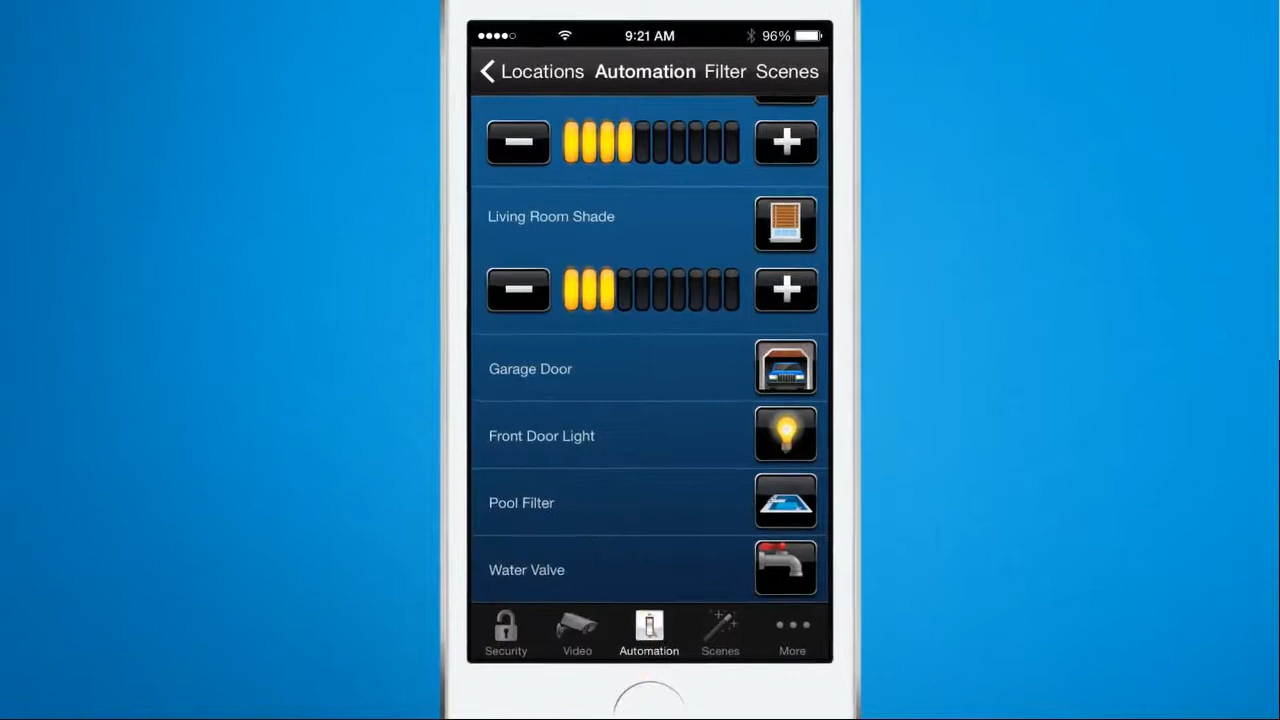 9:21 AM 96%
Locations Automation Filter Scenes
Living Room Shade
Garage Door
Front Door Light
Pool Filter
Water Valve
Security Video Automation Scenes More